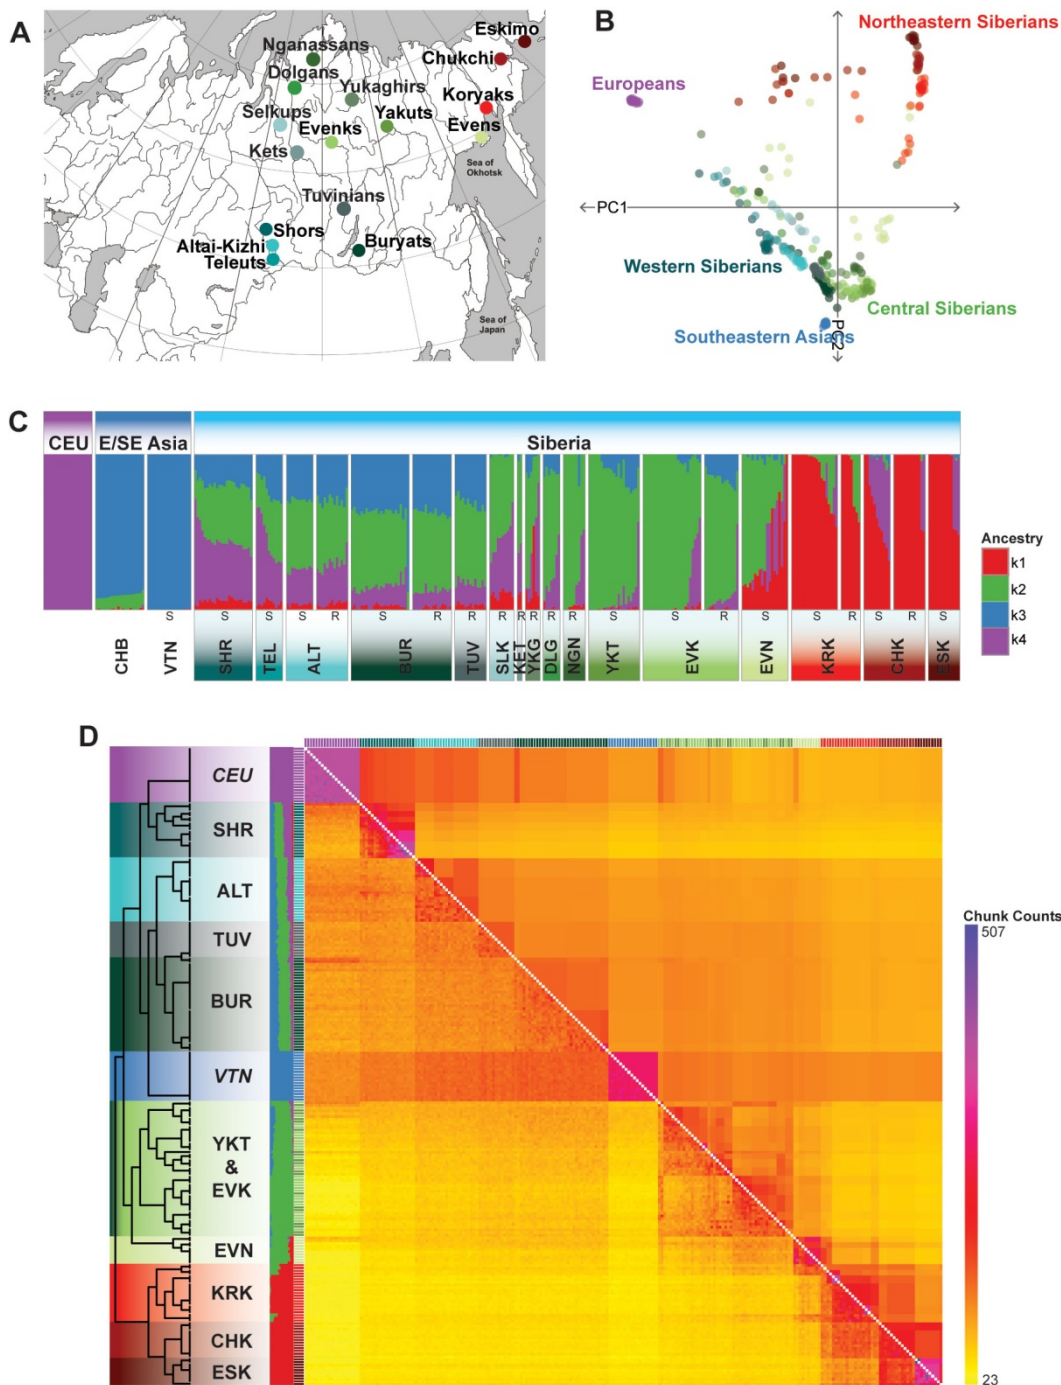 A
Nganassans
Dolgans
Yukaghirs
Selkups
Evenks
Yakuts
Kets
Tuvinians
Shors
Altai-Kizhi
Teleuts
Buryats
Eskimo
Chukchi
Koryaks
Evens
Sea of
Okhotsk
Sea of
Japan
B
Northeastern Siberians
Europeans
PC1
Western Siberians
Central Siberians
Southeastern Asians
PC2
C
CEU E/SE Asia Siberia
Ancestry
k1
k2
k3
k4
S S S S R S R R R R R R R S S R S S R S R S
CHB VTN SHR TEL ALT BUR TUV SLK KET YKG DLG NGN YKT EVK EVN KRK CHK ESK
D
CEU
SHR
ALT
TUV
BUR
VTN
YKT
&
EVK
EVN
KRK
CHK
ESK
Chunk Counts
507
23